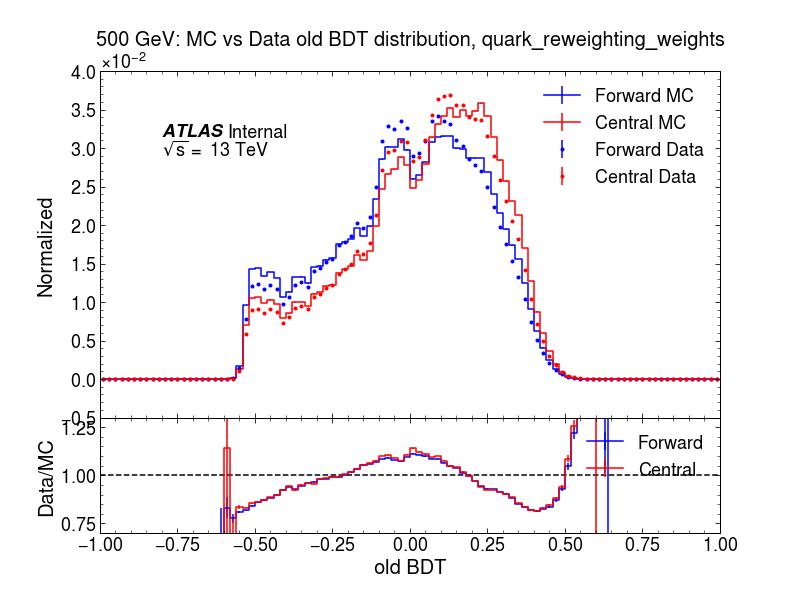 500 GeV: MC vs Data old BDT distribution, quark_reweighting_weights
×10⁻²
4.0
3.5
3.0
2.5
2.0
1.5
1.0
0.5
0.0
−0.5
Normalized
ATLAS Internal
√s = 13 TeV
Forward MC
Central MC
Forward Data
Central Data
1.25
1.00
0.75
Data/MC
Forward
Central
−1.00 −0.75 −0.50 −0.25 0.00 0.25 0.50 0.75 1.00
old BDT